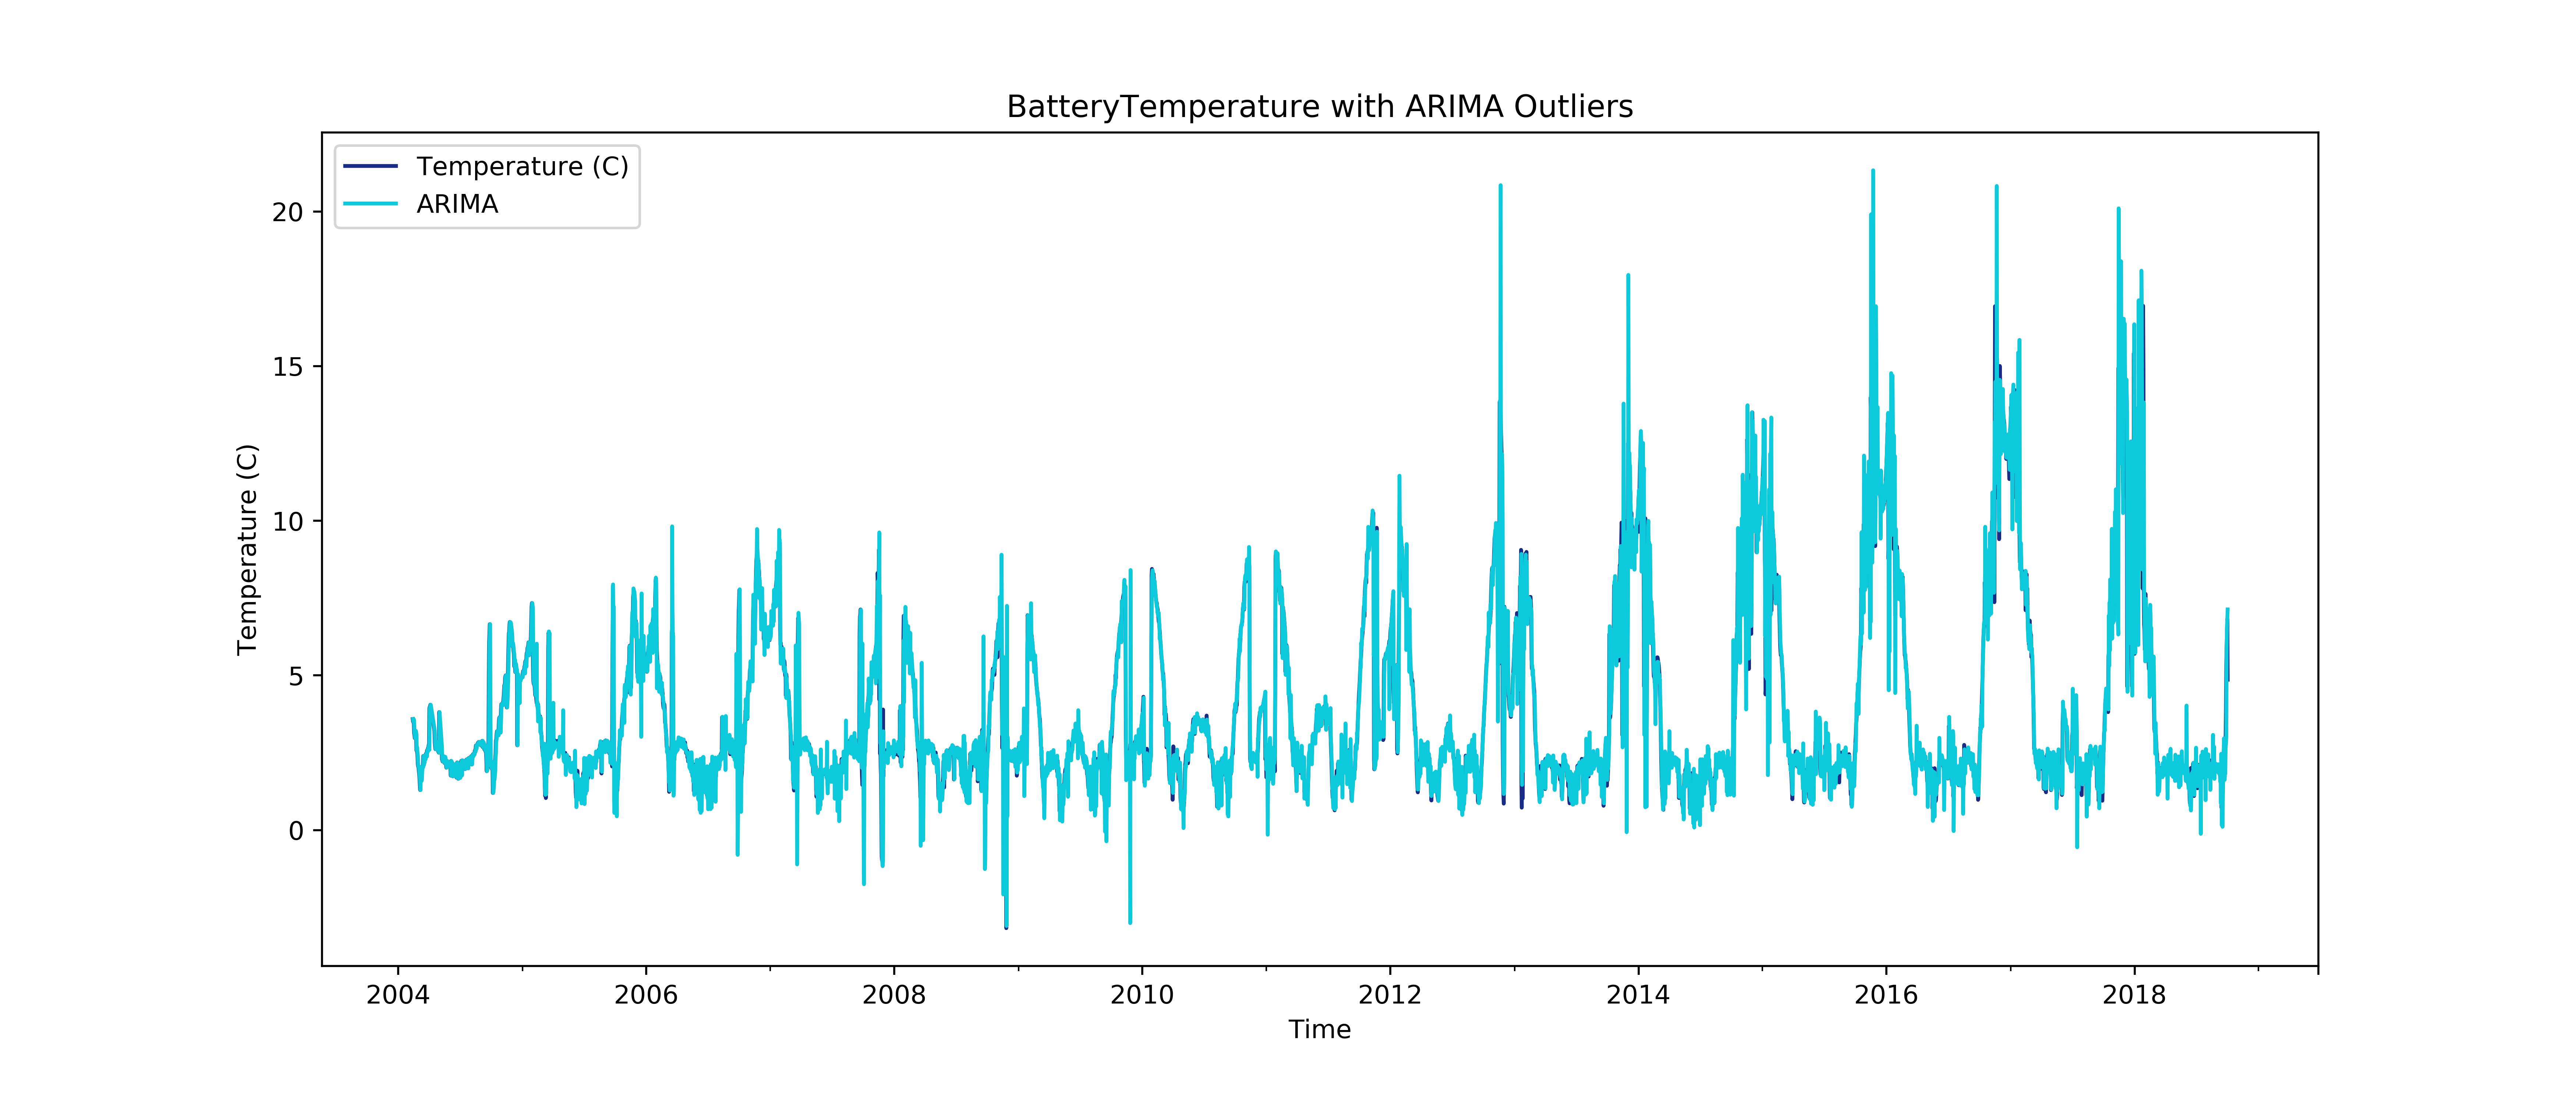 BatteryTemperature with ARIMA Outliers
Temperature (C)
ARIMA
Temperature (C)
20
15
10
5
0
2004 2006 2008 2010 2012 2014 2016 2018
Time